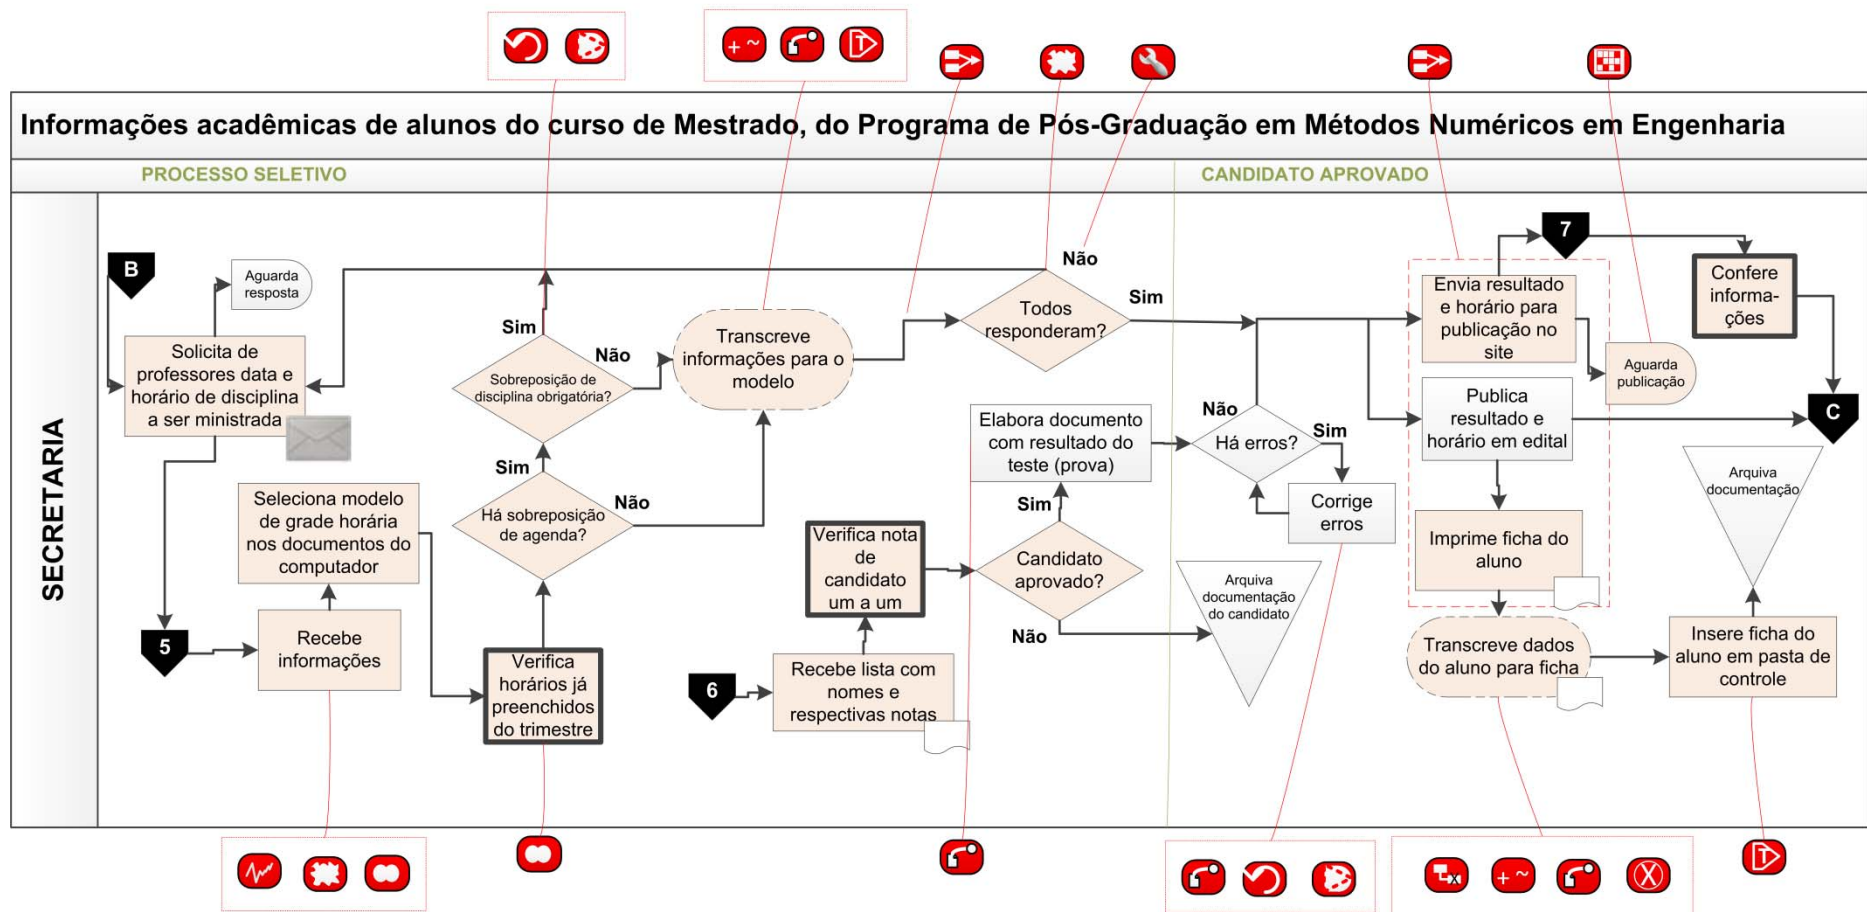 Informações acadêmicas de alunos do curso de Mestrado, do Programa de Pós-Graduação em Métodos Numéricos em Engenharia
PROCESSO SELETIVO
CANDIDATO APROVADO
SECRETARIA
B
Aguarda
resposta
Solicita de
professores data e
horário de disciplina
a ser ministrada
5
Recebe
informações
Seleciona modelo
de grade horária
nos documentos do
computador
Verifica
horários já
preenchidos
do trimestre
Há sobreposição
de agenda?
Sim
Não
Sobreposição de
disciplina obrigatória?
Sim
Não
Transcreve
informações para o
modelo
Todos
responderam?
Não
Sim
6
Recebe lista com
nomes e
respectivas notas
Verifica nota
de
candidato
um a um
Candidato
aprovado?
Sim
Não
Elabora documento
com resultado do
teste (prova)
Arquiva
documentação
do candidato
Há erros?
Não
Sim
Corrige
erros
Envia resultado
e horário para
publicação no
site
7
Confere
informa-
ções
Aguarda
publicação
Publica
resultado e
horário em edital
C
Imprime ficha do
aluno
Transcreve dados
do aluno para ficha
Insere ficha do
aluno em pasta de
controle
Arquiva
documentação
+ ~
T
+ ~
X
X
T